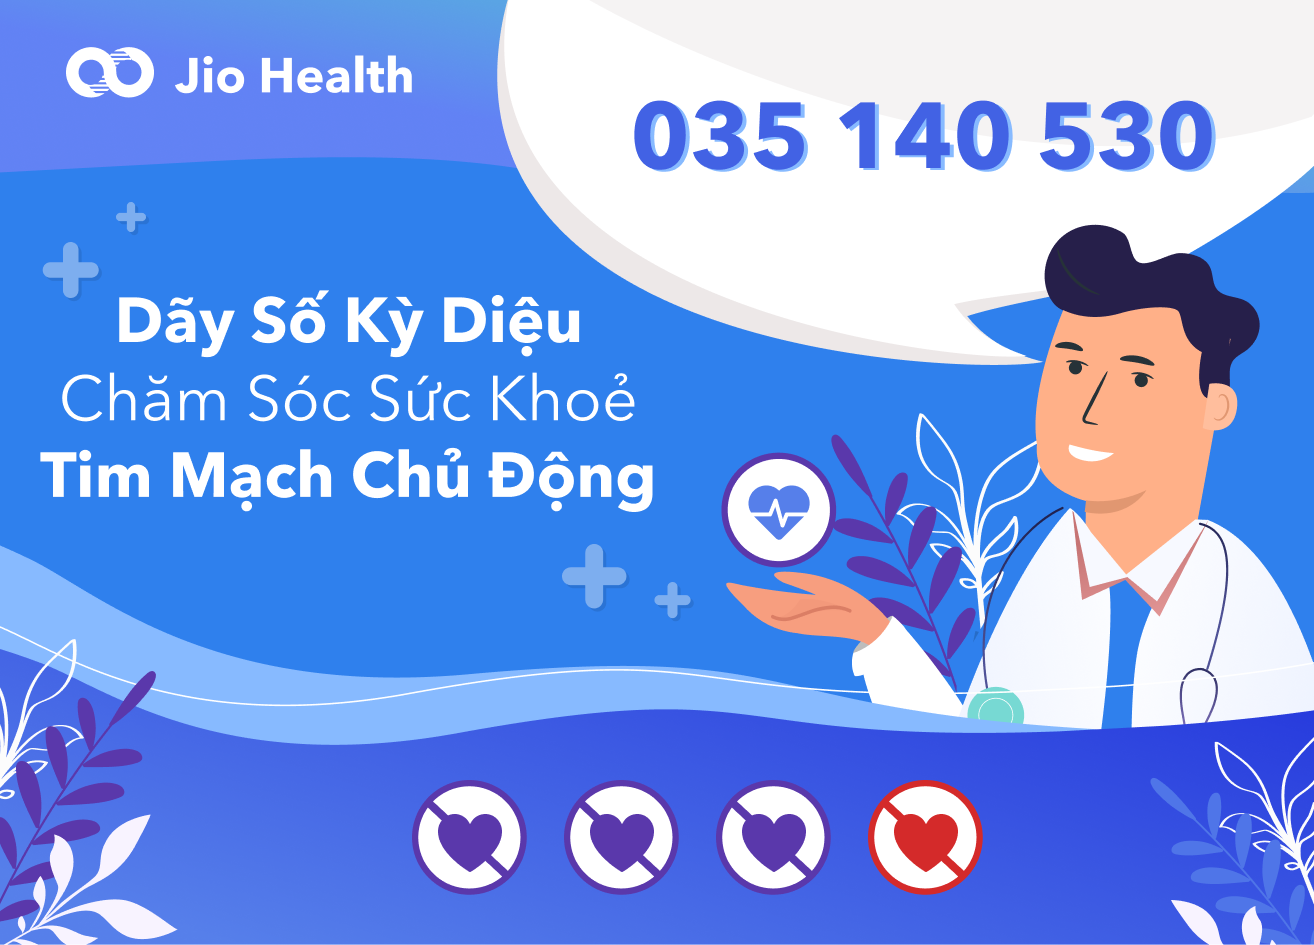 Jio Health
035 140 530
Dãy Số Kỳ Diệu
Chăm Sóc Sức Khoẻ
Tim Mạch Chủ Động